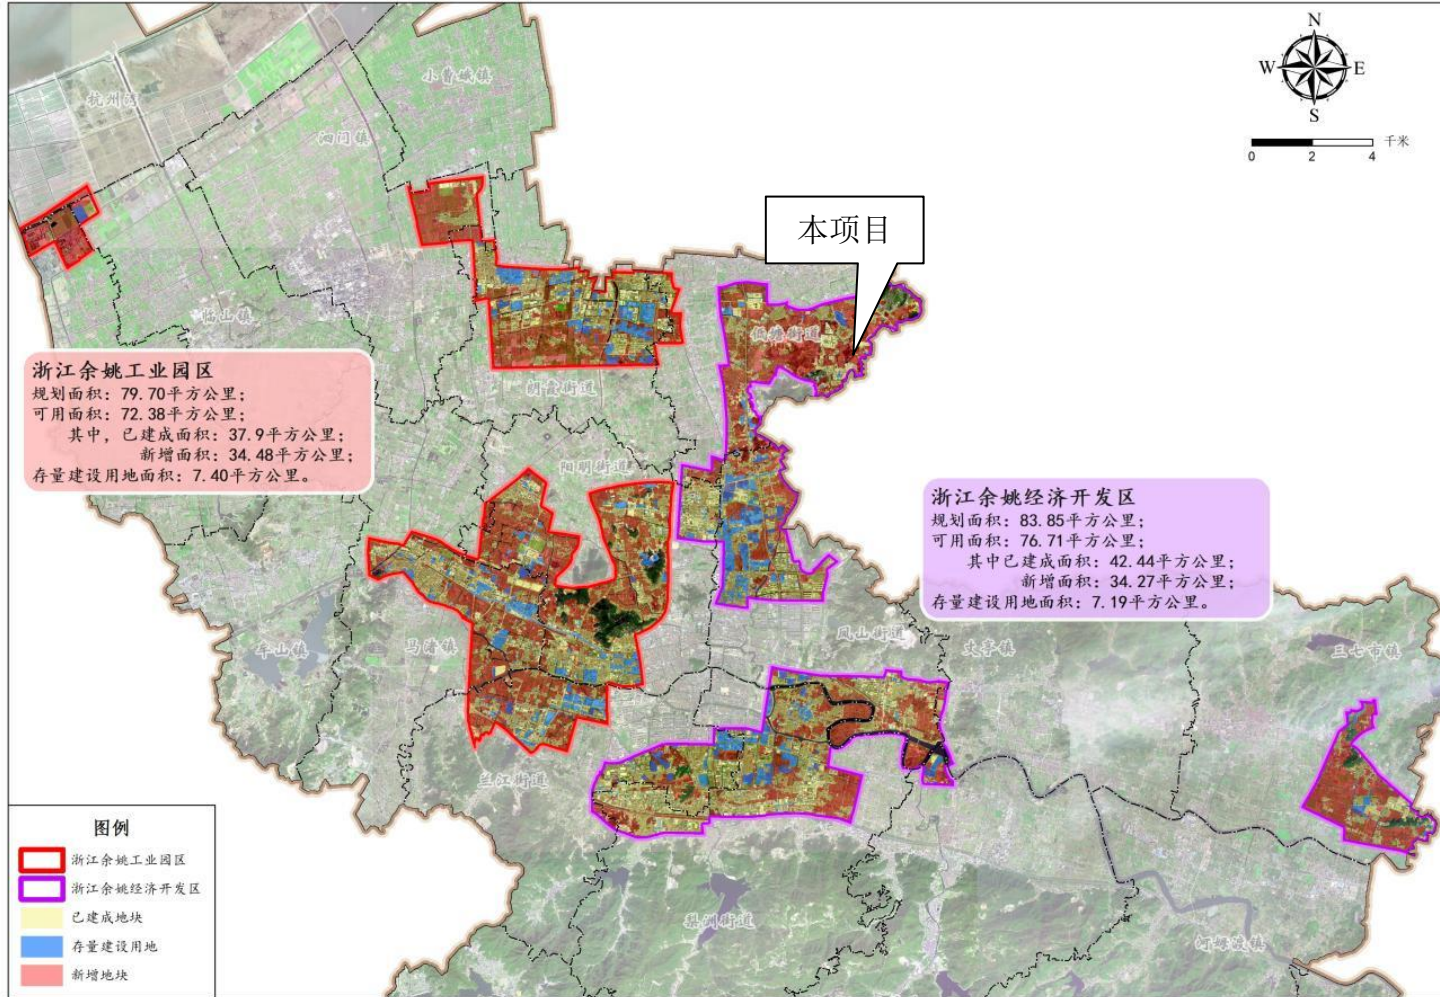 N
W
E
S
千米
0
2
4
杭州湾
小曹娥镇
泗门镇
本项目
临山镇
低塘街道
浙江余姚工业园区
规划面积：79.70平方公里；
可用面积：72.38平方公里；
其中，已建成面积：37.9平方公里；
新增面积：34.48平方公里；
存量建设用地面积：7.40平方公里。
朗霞街道
阳明街道
浙江余姚经济开发区
规划面积：83.85平方公里；
可用面积：76.71平方公里；
其中已建成面积：42.44平方公里；
新增面积：34.27平方公里；
存量建设用地面积：7.19平方公里。
牟山镇
马渚镇
凤山街道
丈亭镇
三七市镇
兰江街道
梨洲街道
河姆渡镇
图例
浙江余姚工业园区
浙江余姚经济开发区
已建成地块
存量建设用地
新增地块